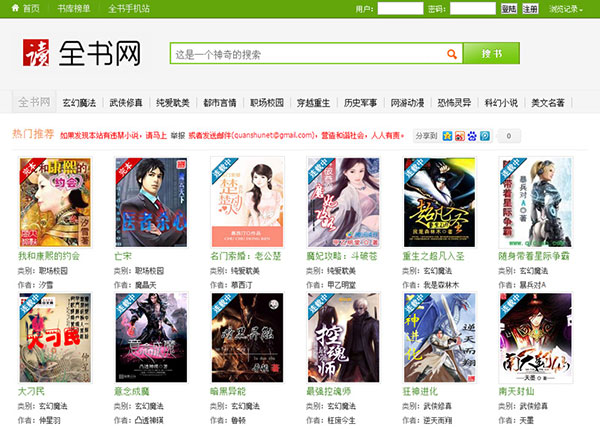 首页 书库榜单 全书手机站 用户： 密码： 登陆 注册 浏览记录
读 全书网 这是一个神奇的搜索 搜 书
全书网 玄幻魔法 武侠修真 纯爱耽美 都市言情 职场校园 穿越重生 历史军事 网游动漫 恐怖灵异 科幻小说 美文名著
热门推荐 如果发现本站有违禁小说，请马上 举报 或者发送邮件(quanshunet@gmail.com)，营造和谐社会，人人有责。 分享到 0
我和康熙的约会 亡宋 名门索婚：老公楚 魔妃攻略：斗破苍 重生之超凡入圣 随身带着星际争霸
类别：职场校园 类别：职场校园 类别：纯爱耽美 类别：纯爱耽美 类别：玄幻魔法 类别：玄幻魔法
作者：汐雪 作者：魔晶天 作者：慕西汀 作者：甲乙明堂 作者：我是森林木 作者：暴兵对A
大刁民 意念成魔 暗黑异能 最强控魂师 狂神进化 南天封仙
类别：玄幻魔法 类别：玄幻魔法 类别：玄幻魔法 类别：玄幻魔法 类别：武侠修真 类别：武侠修真
作者：仲星羽 作者：凸透神瑛 作者：鲁顿 作者：枉废今生 作者：逆天而翔 作者：天墨